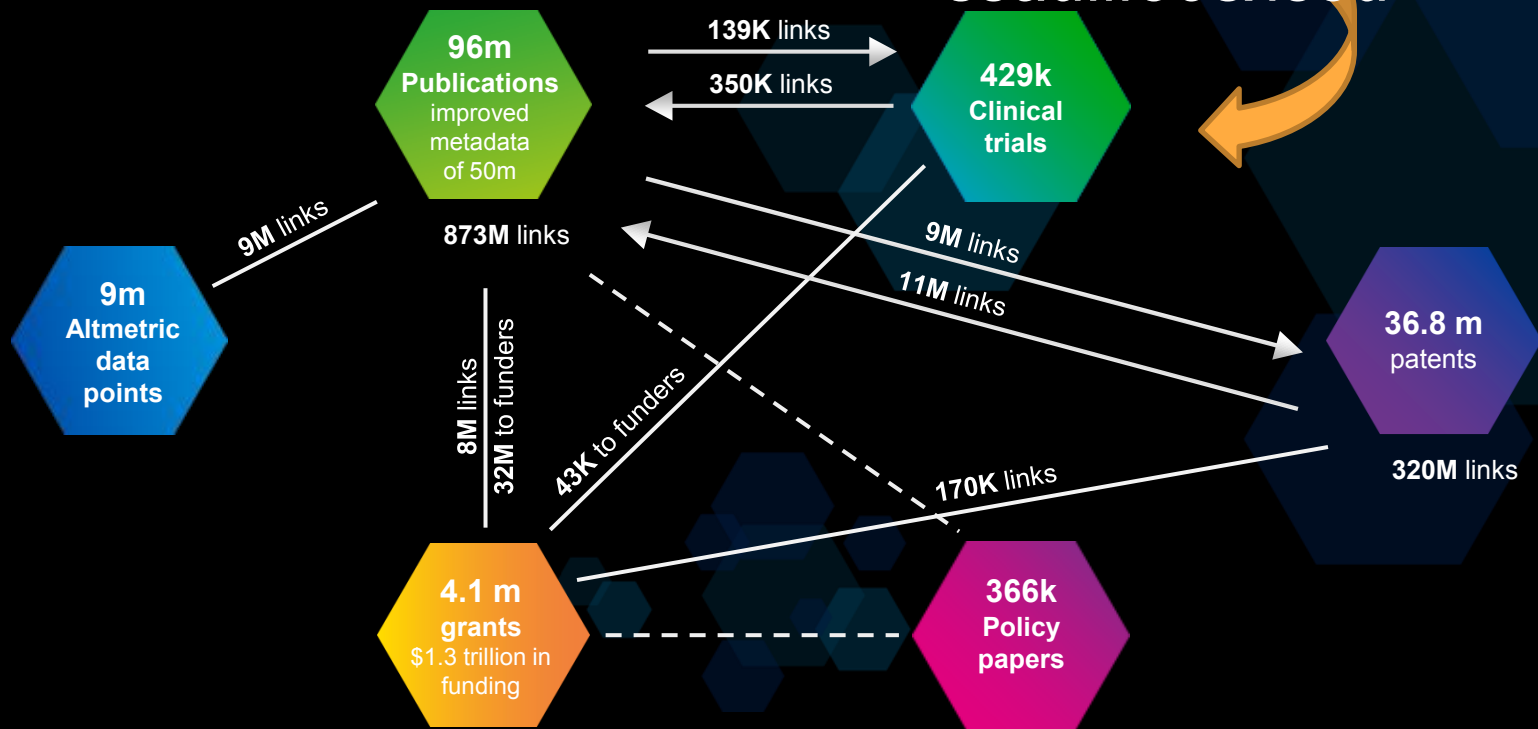 96m
Publications
improved
metadata
of 50m
139K links
350K links
429k
Clinical
trials
9M links
873M links
9m
Altmetric
data
points
9M links
11M links
36.8 m
patents
320M links
8M links
32M to funders
43K to funders
170K links
4.1 m
grants
$1.3 trillion in
funding
366k
Policy
papers